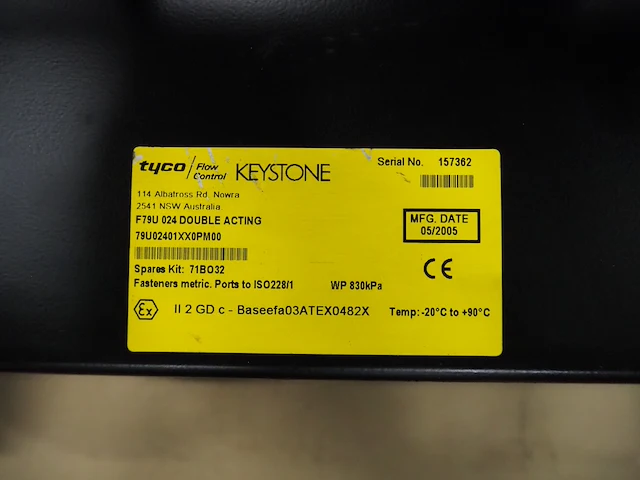 tyco / Flow Control KEYSTONE
Serial No. 157362
114 Albatross Rd. Nowra
2541 NSW Australia
F79U 024 DOUBLE ACTING
79U02401XX0PM00
MFG. DATE
05/2005
Spares Kit: 71BO32
Fasteners metric. Ports to ISO228/1 WP 830kPa
CE
Ex II 2 GD c - Baseefa03ATEX0482X Temp: -20°C to +90°C